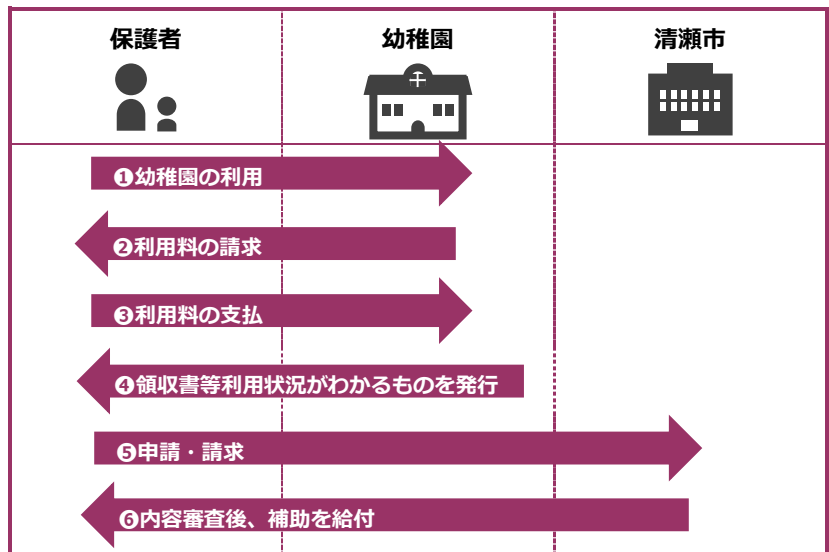 保護者
幼稚園
清瀬市
❶幼稚園の利用
❷利用料の請求
❸利用料の支払
❹領収書等利用状況がわかるものを発行
❺申請・請求
❻内容審査後、補助を給付